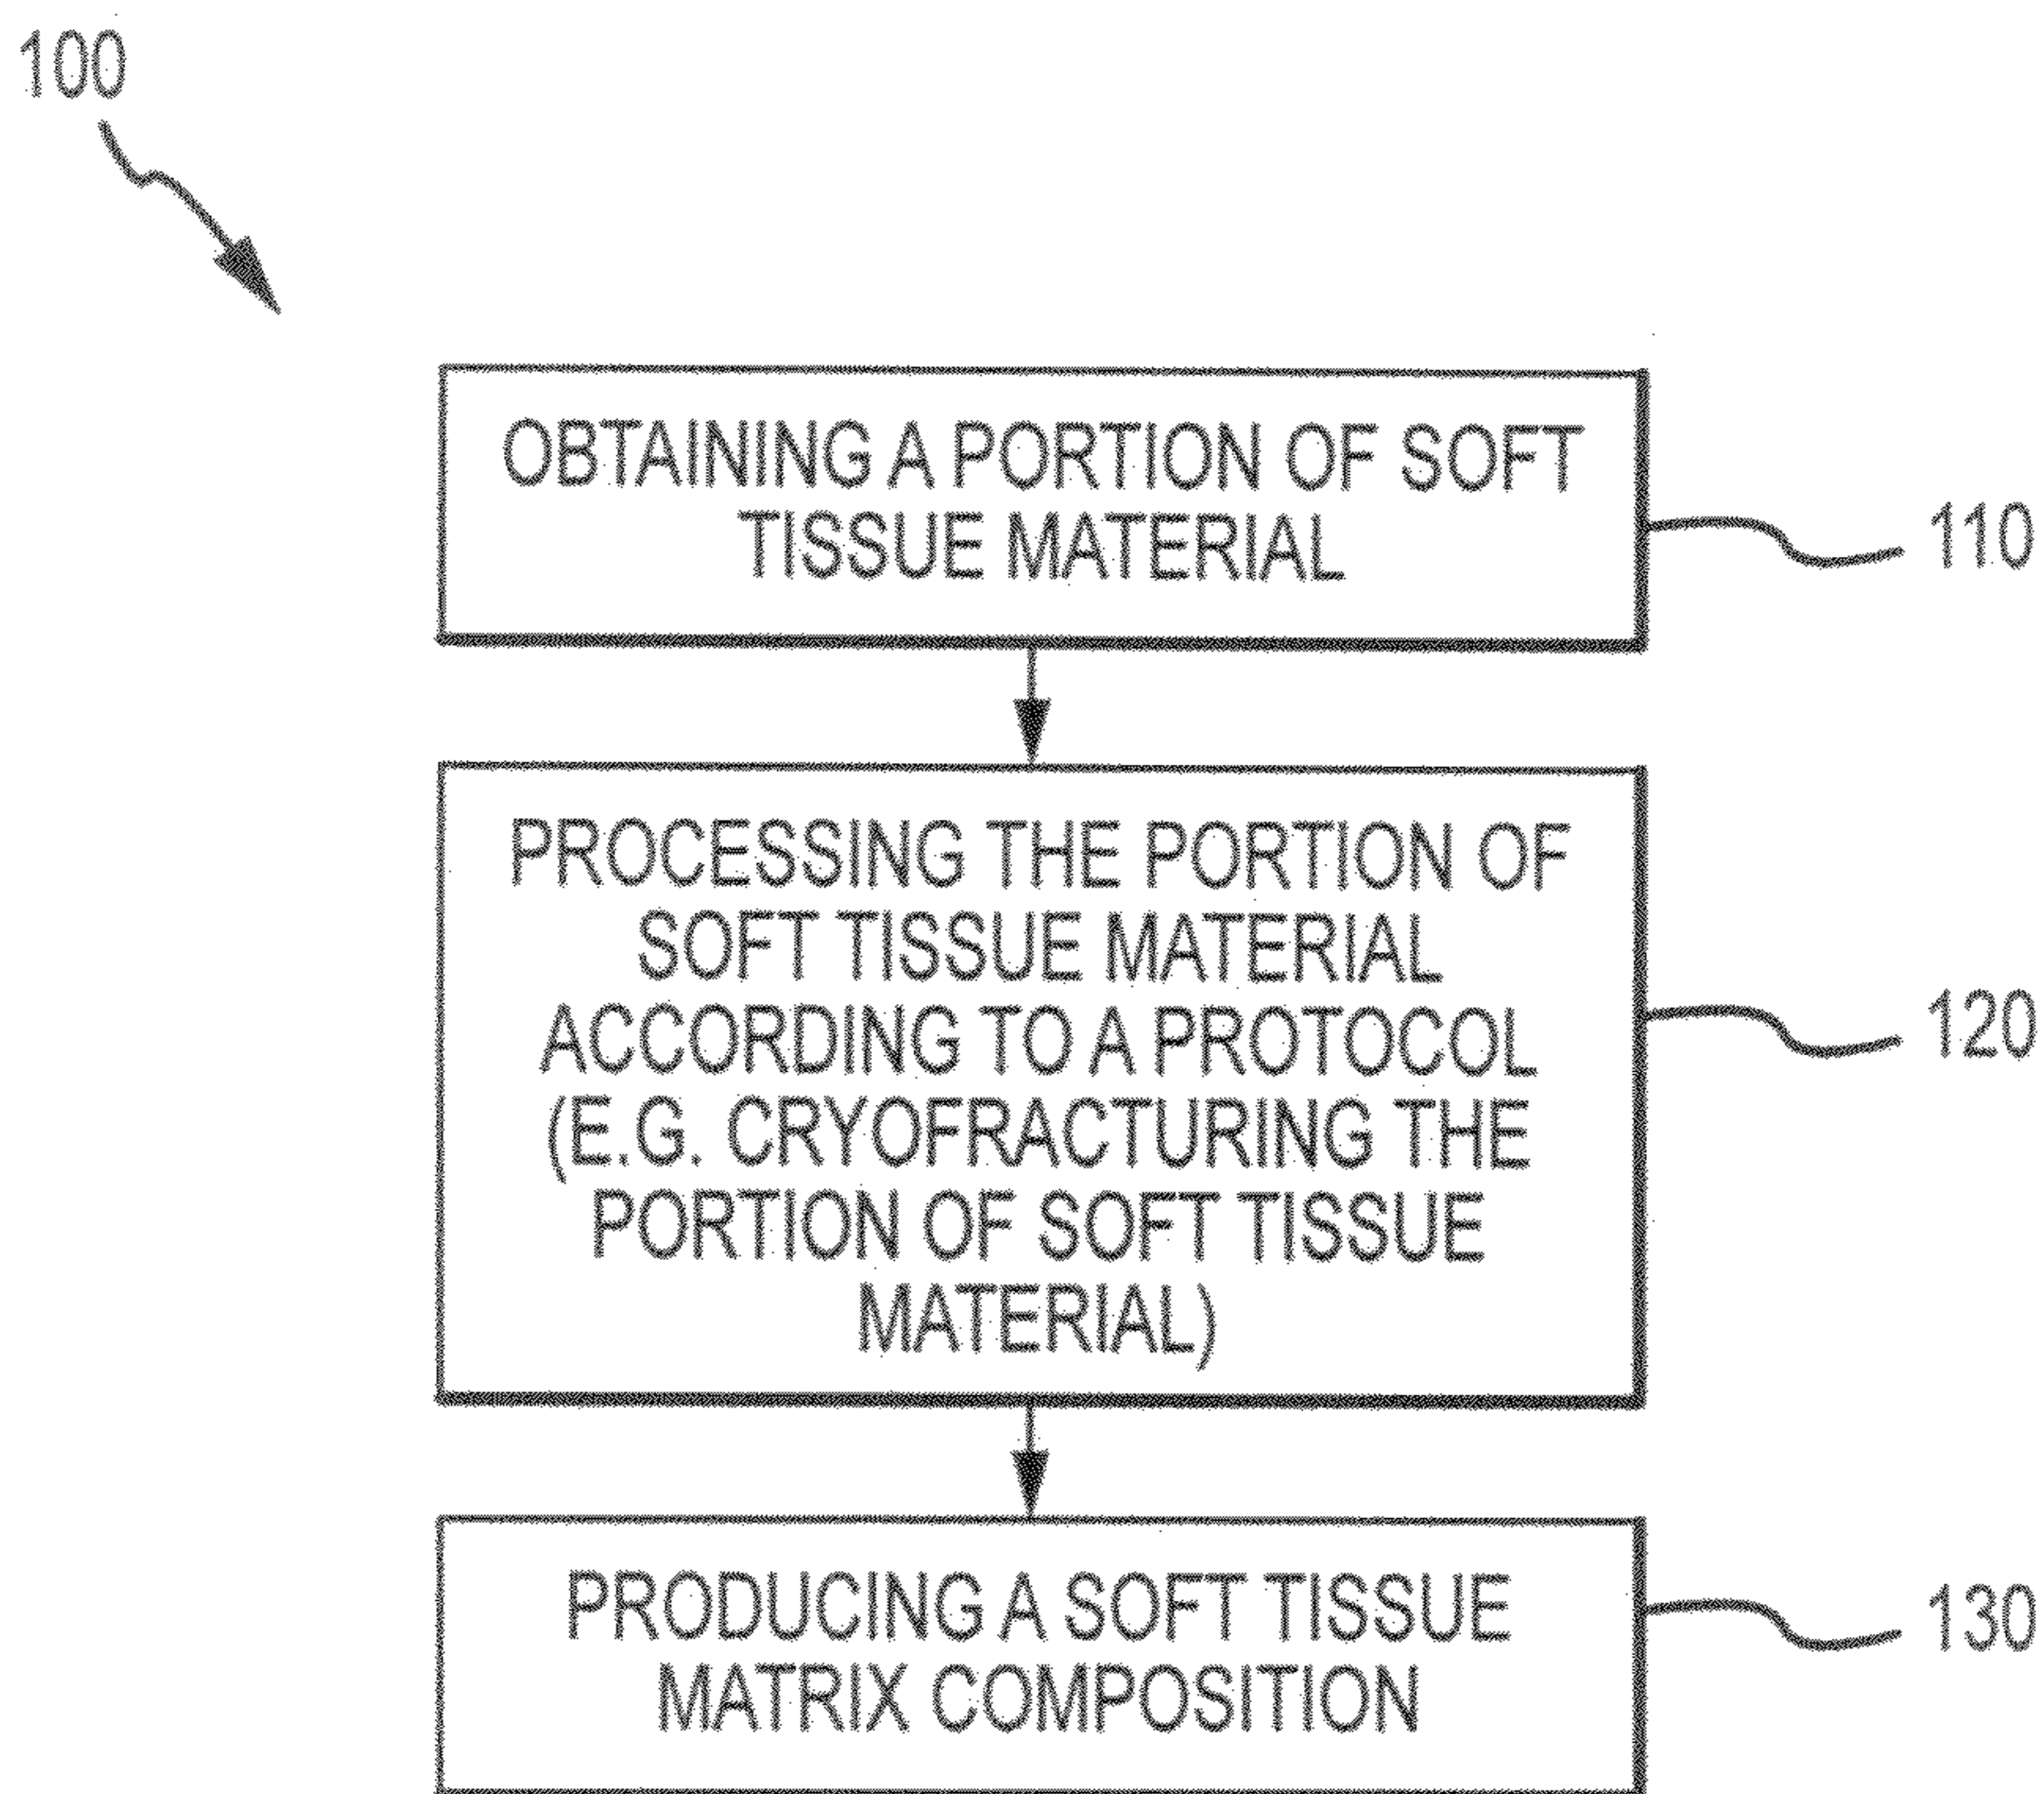 100
OBTAINING A PORTION OF SOFT
TISSUE MATERIAL
110
PROCESSING THE PORTION OF
SOFT TISSUE MATERIAL
ACCORDING TO A PROTOCOL
(E.G. CRYOFRACTURING THE
PORTION OF SOFT TISSUE
MATERIAL)
120
PRODUCING A SOFT TISSUE
MATRIX COMPOSITION
130